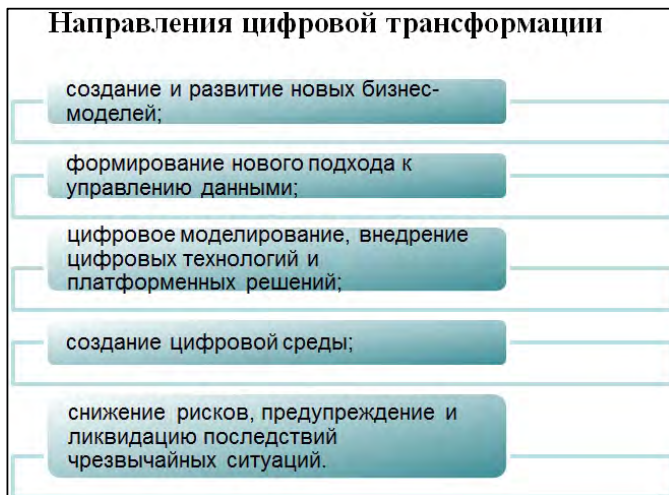 Направления цифровой трансформации
создание и развитие новых бизнес-
моделей;
формирование нового подхода к
управлению данными;
цифровое моделирование, внедрение
цифровых технологий и
платформенных решений;
создание цифровой среды;
снижение рисков, предупреждение и
ликвидацию последствий
чрезвычайных ситуаций.